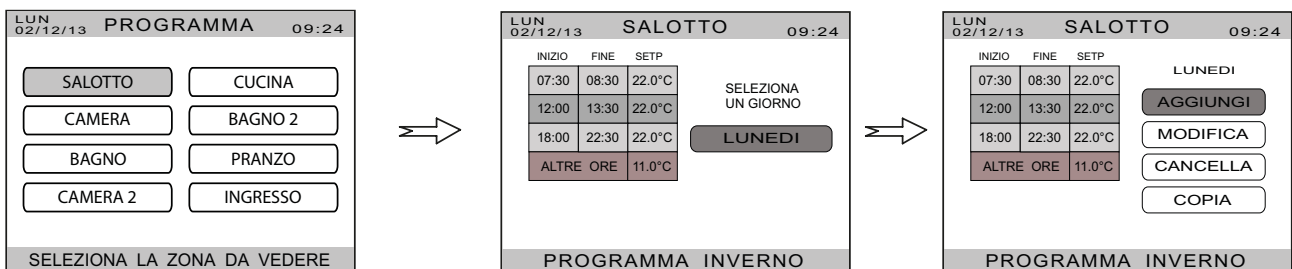 LUN
02/12/13 PROGRAMMA 09:24
SALOTTO CUCINA
CAMERA BAGNO 2
BAGNO PRANZO
CAMERA 2 INGRESSO
SELEZIONA LA ZONA DA VEDERE
LUN
02/12/13 SALOTTO 09:24
INIZIO FINE SETP
07:30 08:30 22.0°C
12:00 13:30 22.0°C
18:00 22:30 22.0°C
ALTRE ORE 11.0°C
SELEZIONA
UN GIORNO
LUNEDI
PROGRAMMA INVERNO
LUN
02/12/13 SALOTTO 09:24
INIZIO FINE SETP
07:30 08:30 22.0°C
12:00 13:30 22.0°C
18:00 22:30 22.0°C
ALTRE ORE 11.0°C
LUNEDI
AGGIUNGI
MODIFICA
CANCELLA
COPIA
PROGRAMMA INVERNO